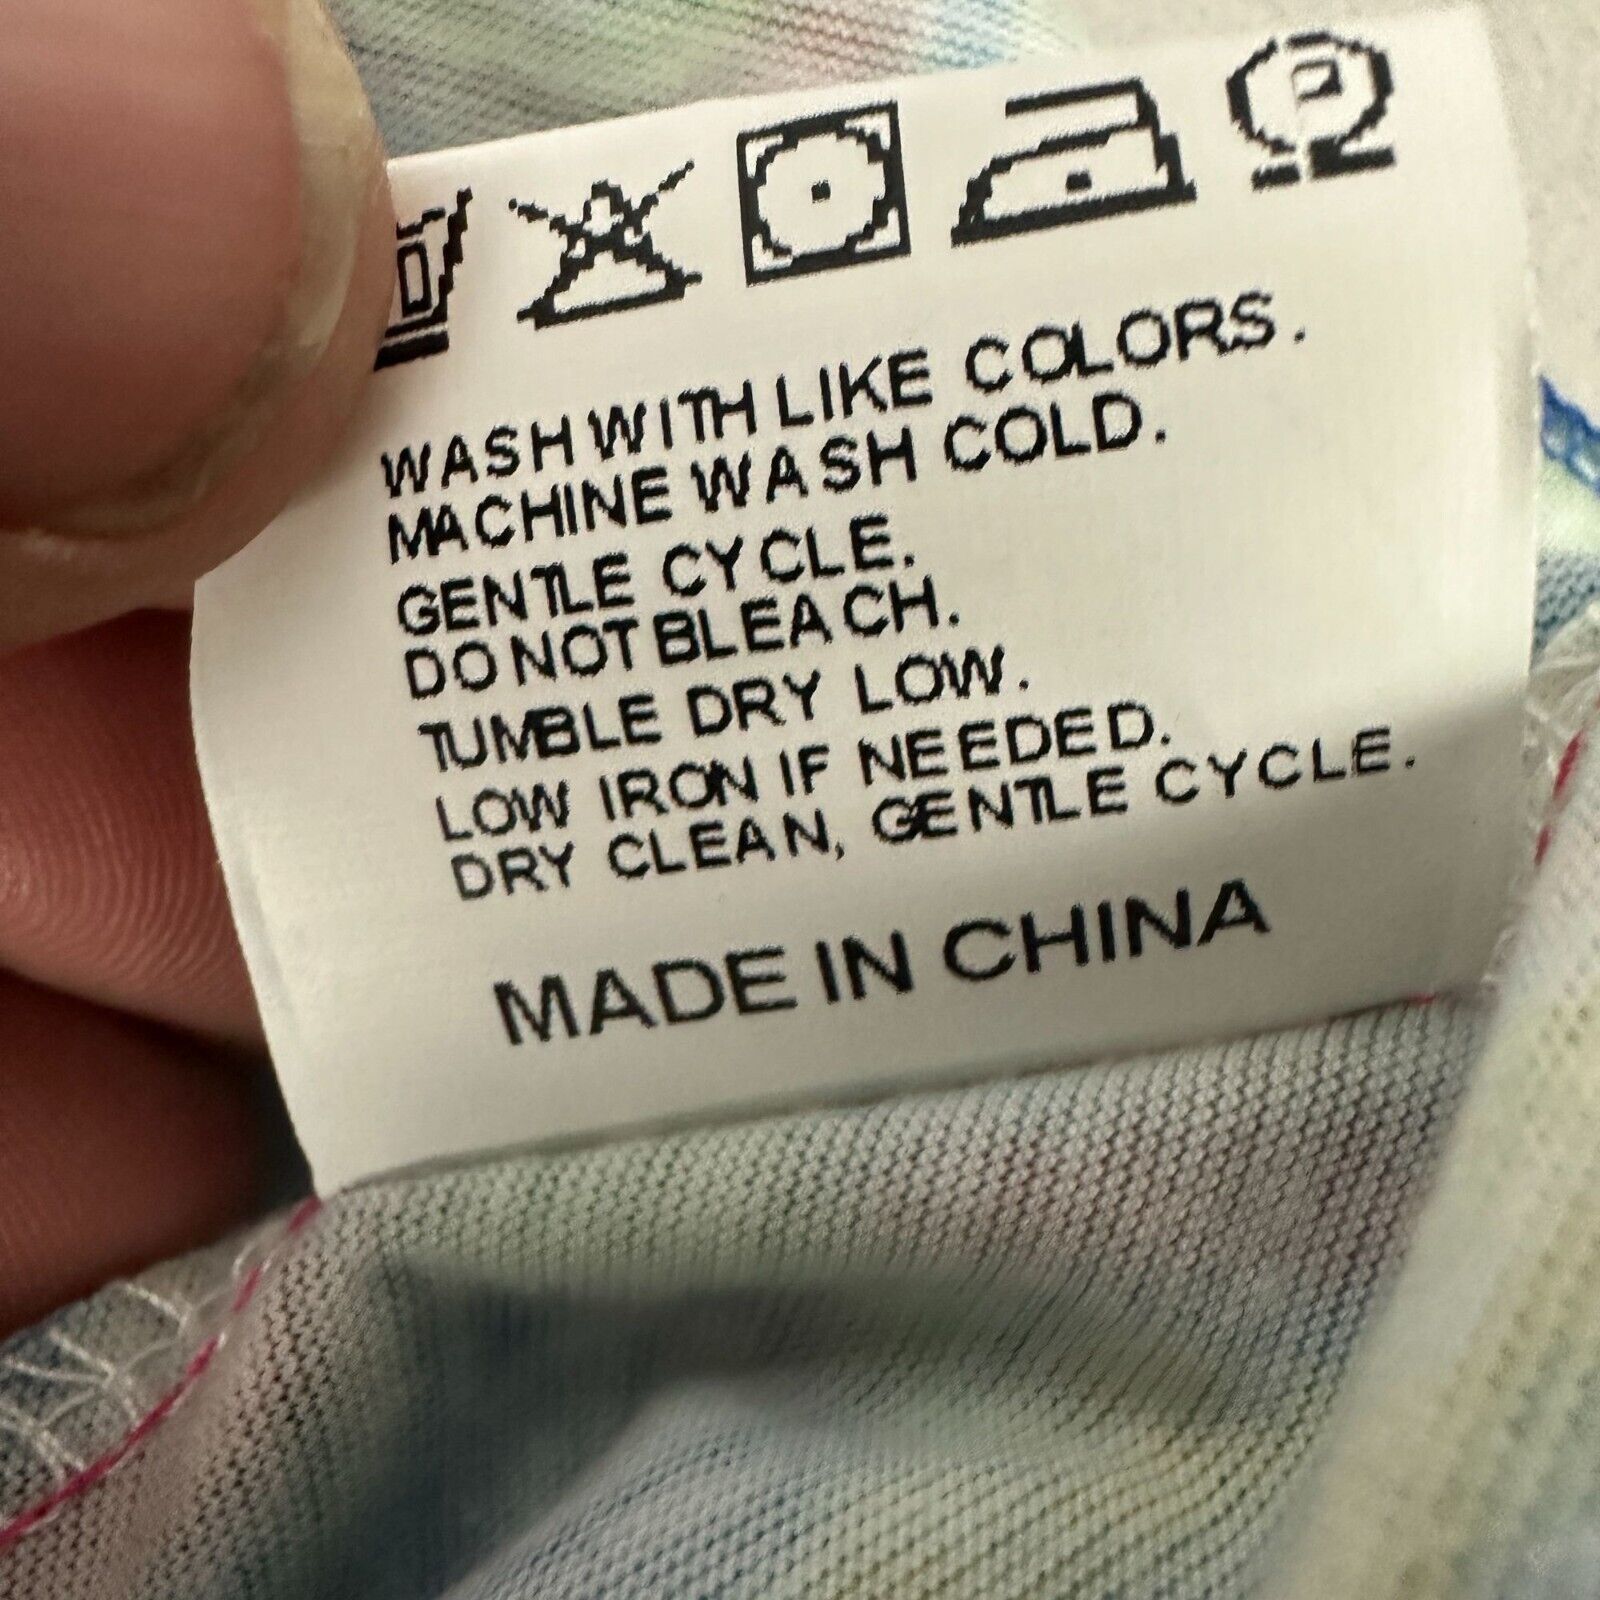 P
WASH WITH LIKE COLORS.
MACHINE WASH COLD.
GENTLE CYCLE.
DO NOT BLEACH.
TUMBLE DRY LOW.
LOW IRON IF NEEDED.
DRY CLEAN, GENTLE CYCLE.
MADE IN CHINA